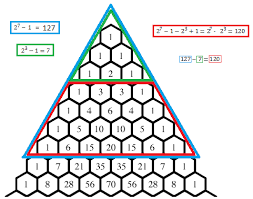 2⁷ − 1 = 127
2³ − 1 = 7
2⁷ − 1 − 2³ + 1 = 2⁷ − 2³ = 120
127 − 7 = 120
1
1 1
1 2 1
1 3 3 1
1 4 6 4 1
1 5 10 10 5 1
1 6 15 20 15 6 1
1 7 21 35 35 21 7 1
1 8 28 56 70 56 28 8 1